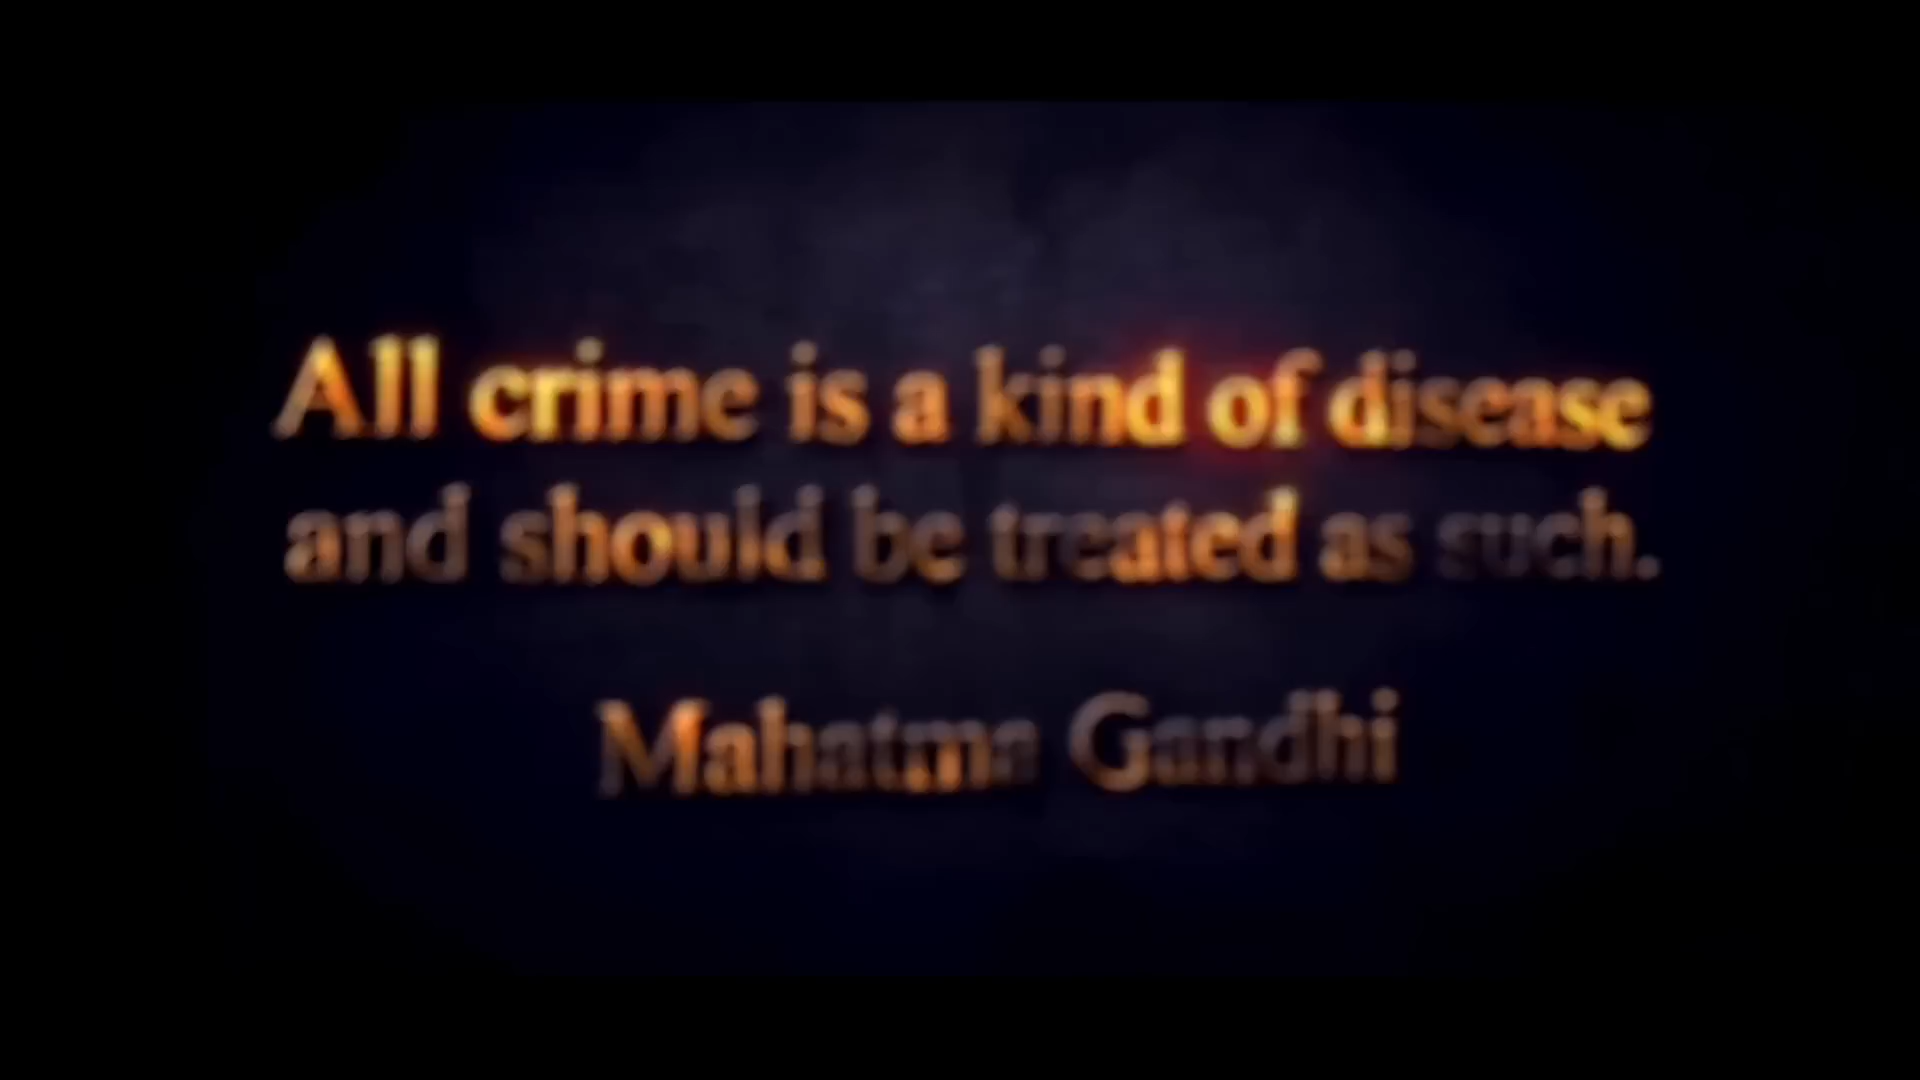 All crime is a kind of disease
and should be treated as such.
Mahatma Gandhi